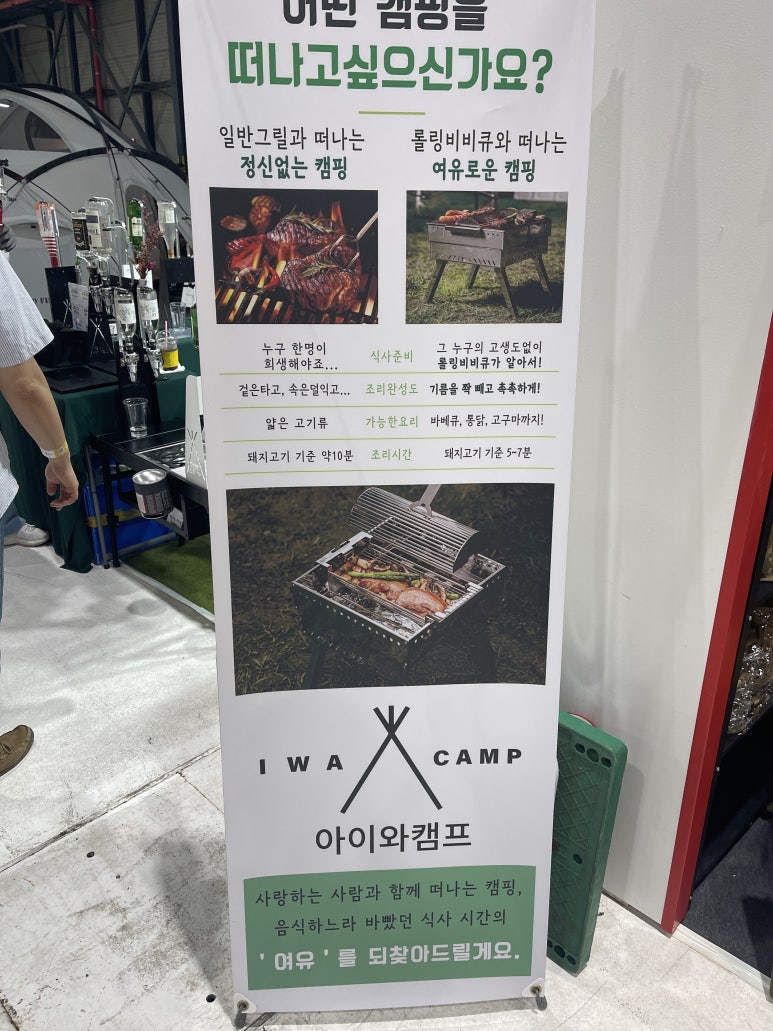 어떤 캠핑을
떠나고싶으신가요?
일반그릴과 떠나는
정신없는 캠핑
롤링비비큐와 떠나는
여유로운 캠핑
누구 한명이
희생해야죠...
식사준비
그 누구의 고생도없이
롤링비비큐가 알아서!
겉은타고, 속은덜익고...
조리완성도
기름을 쫙 빼고 촉촉하게!
얇은 고기류
가능한요리
바베큐, 통닭, 고구마까지!
돼지고기 기준 약10분
조리시간
돼지고기 기준 5~7분
IWA CAMP
아이와캠프
사랑하는 사람과 함께 떠나는 캠핑,
음식하느라 바빴던 식사 시간의
' 여유 ' 를 되찾아드릴게요.